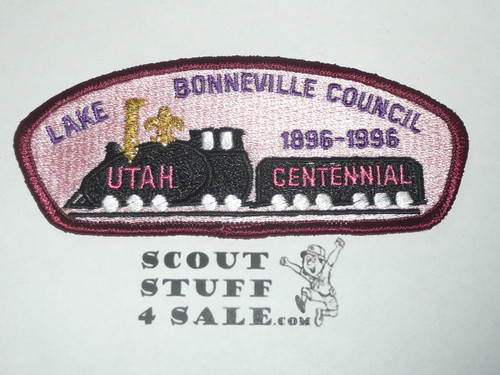 LAKE BONNEVILLE COUNCIL
1896-1996
UTAH CENTENNIAL
SCOUT
STUFF
4 SALE.COM